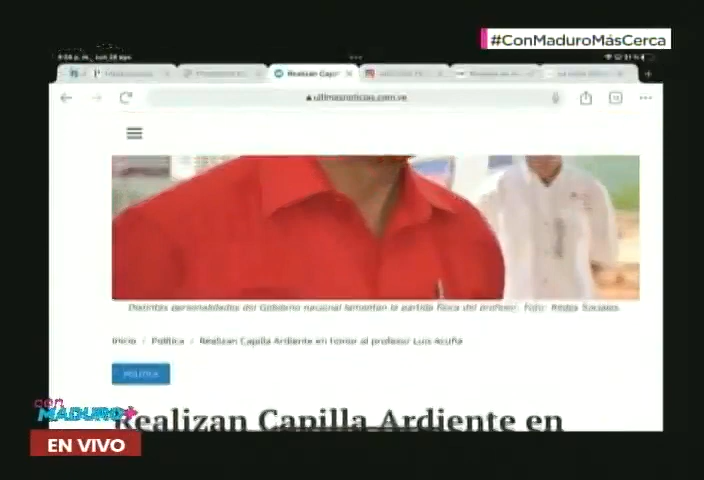 #ConMaduroMásCerca
Realizan Capi
ultimasnoticias.com.ve
Distintas personalidades del Gobierno nacional lamentan la partida física del profesor. Foto: Redes Sociales
Inicio / Política / Realizan Capilla Ardiente en honor al profesor Luis Acuña
POLÍTICA
Realizan Capilla Ardiente en
con
MADURO+
EN VIVO